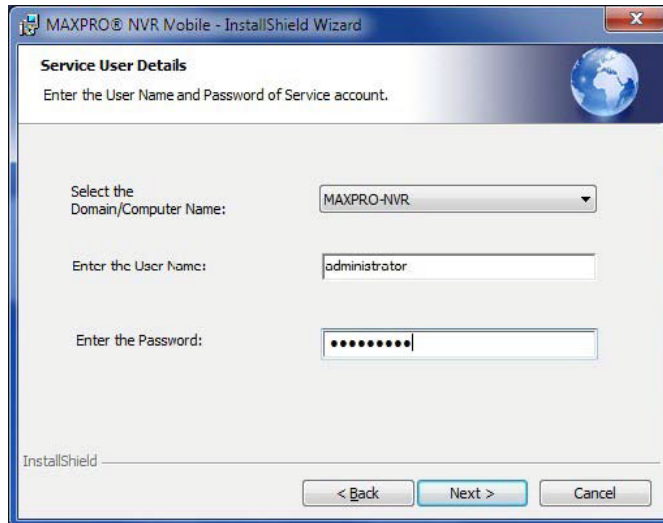 MAXPRO® NVR Mobile - InstallShield Wizard
X
Service User Details
Enter the User Name and Password of Service account.
Select the
Domain/Computer Name:
MAXPRO-NVR
Enter the User Name:
administrator
Enter the Password:
•••••••••
InstallShield
< Back
Next >
Cancel